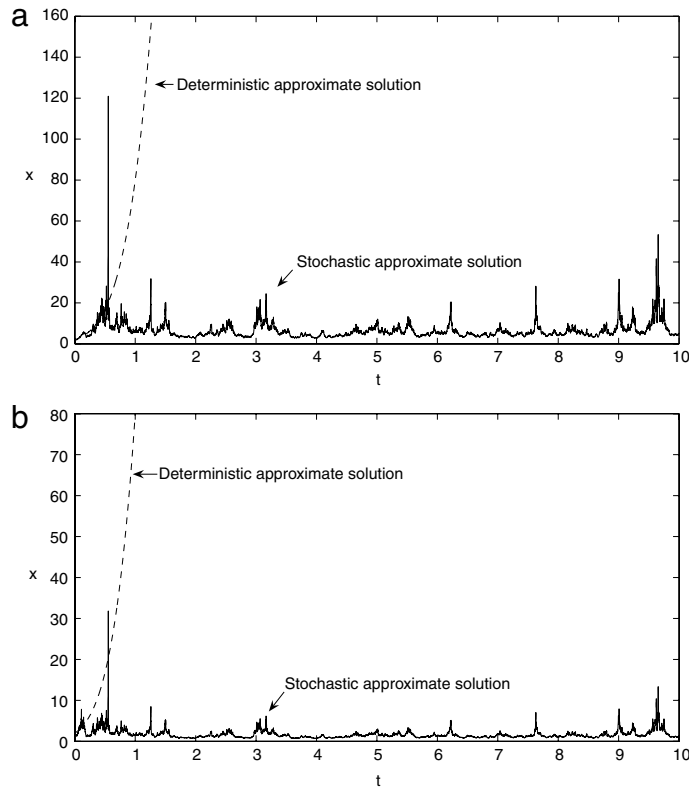 a
160
140
Deterministic approximate solution
120
100
x
80
60
Stochastic approximate solution
40
20
0
0 1 2 3 4 5 6 7 8 9 10
t
b
80
70
Deterministic approximate solution
60
50
x
40
30
20
Stochastic approximate solution
10
0
0 1 2 3 4 5 6 7 8 9 10
t